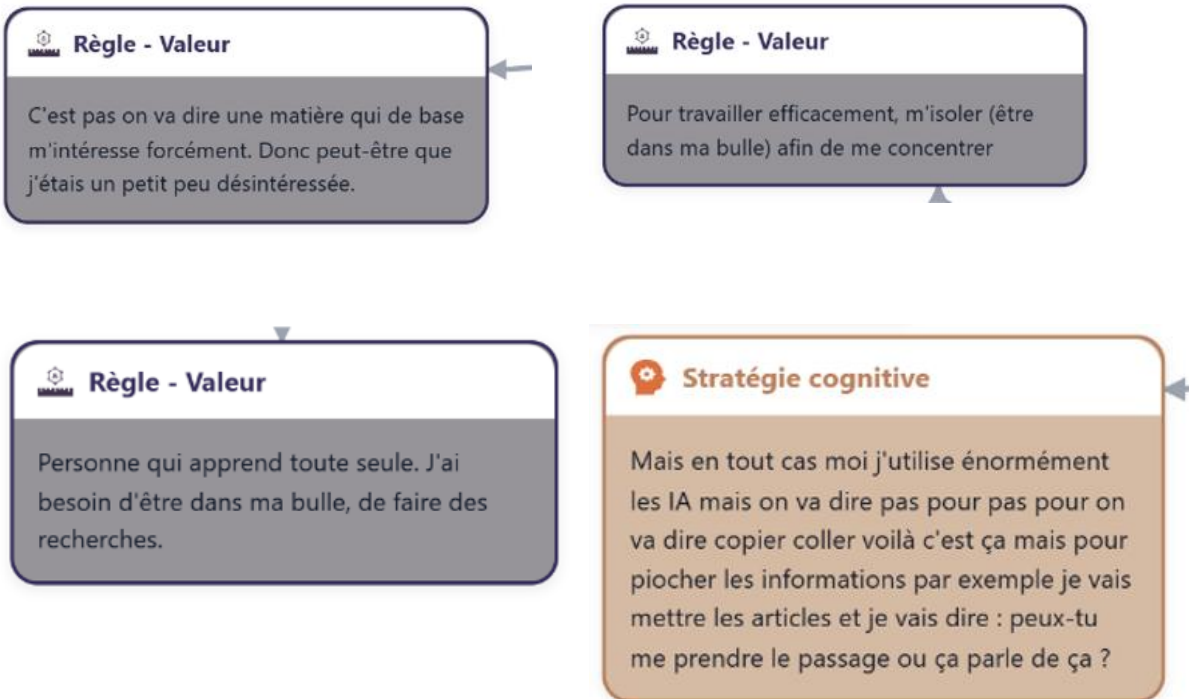 Règle - Valeur
C'est pas on va dire une matière qui de base
m'intéresse forcément. Donc peut-être que
j'étais un petit peu désintéressée.
Règle - Valeur
Pour travailler efficacement, m'isoler (être
dans ma bulle) afin de me concentrer
Règle - Valeur
Personne qui apprend toute seule. J'ai
besoin d'être dans ma bulle, de faire des
recherches.
Stratégie cognitive
Mais en tout cas moi j'utilise énormément
les IA mais on va dire pas pour pas pour on
va dire copier coller voilà c'est ça mais pour
piocher les informations par exemple je vais
mettre les articles et je vais dire : peux-tu
me prendre le passage ou ça parle de ça ?